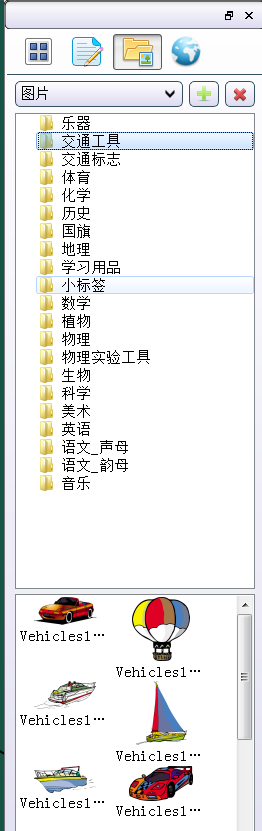 图片
乐器
交通工具
交通标志
体育
化学
历史
国旗
地理
学习用品
小标签
数学
植物
物理
物理实验工具
生物
科学
美术
英语
语文_声母
语文_韵母
音乐
Vehicles1…
Vehicles1…
Vehicles1…
Vehicles1…
Vehicles1…
Vehicles1…